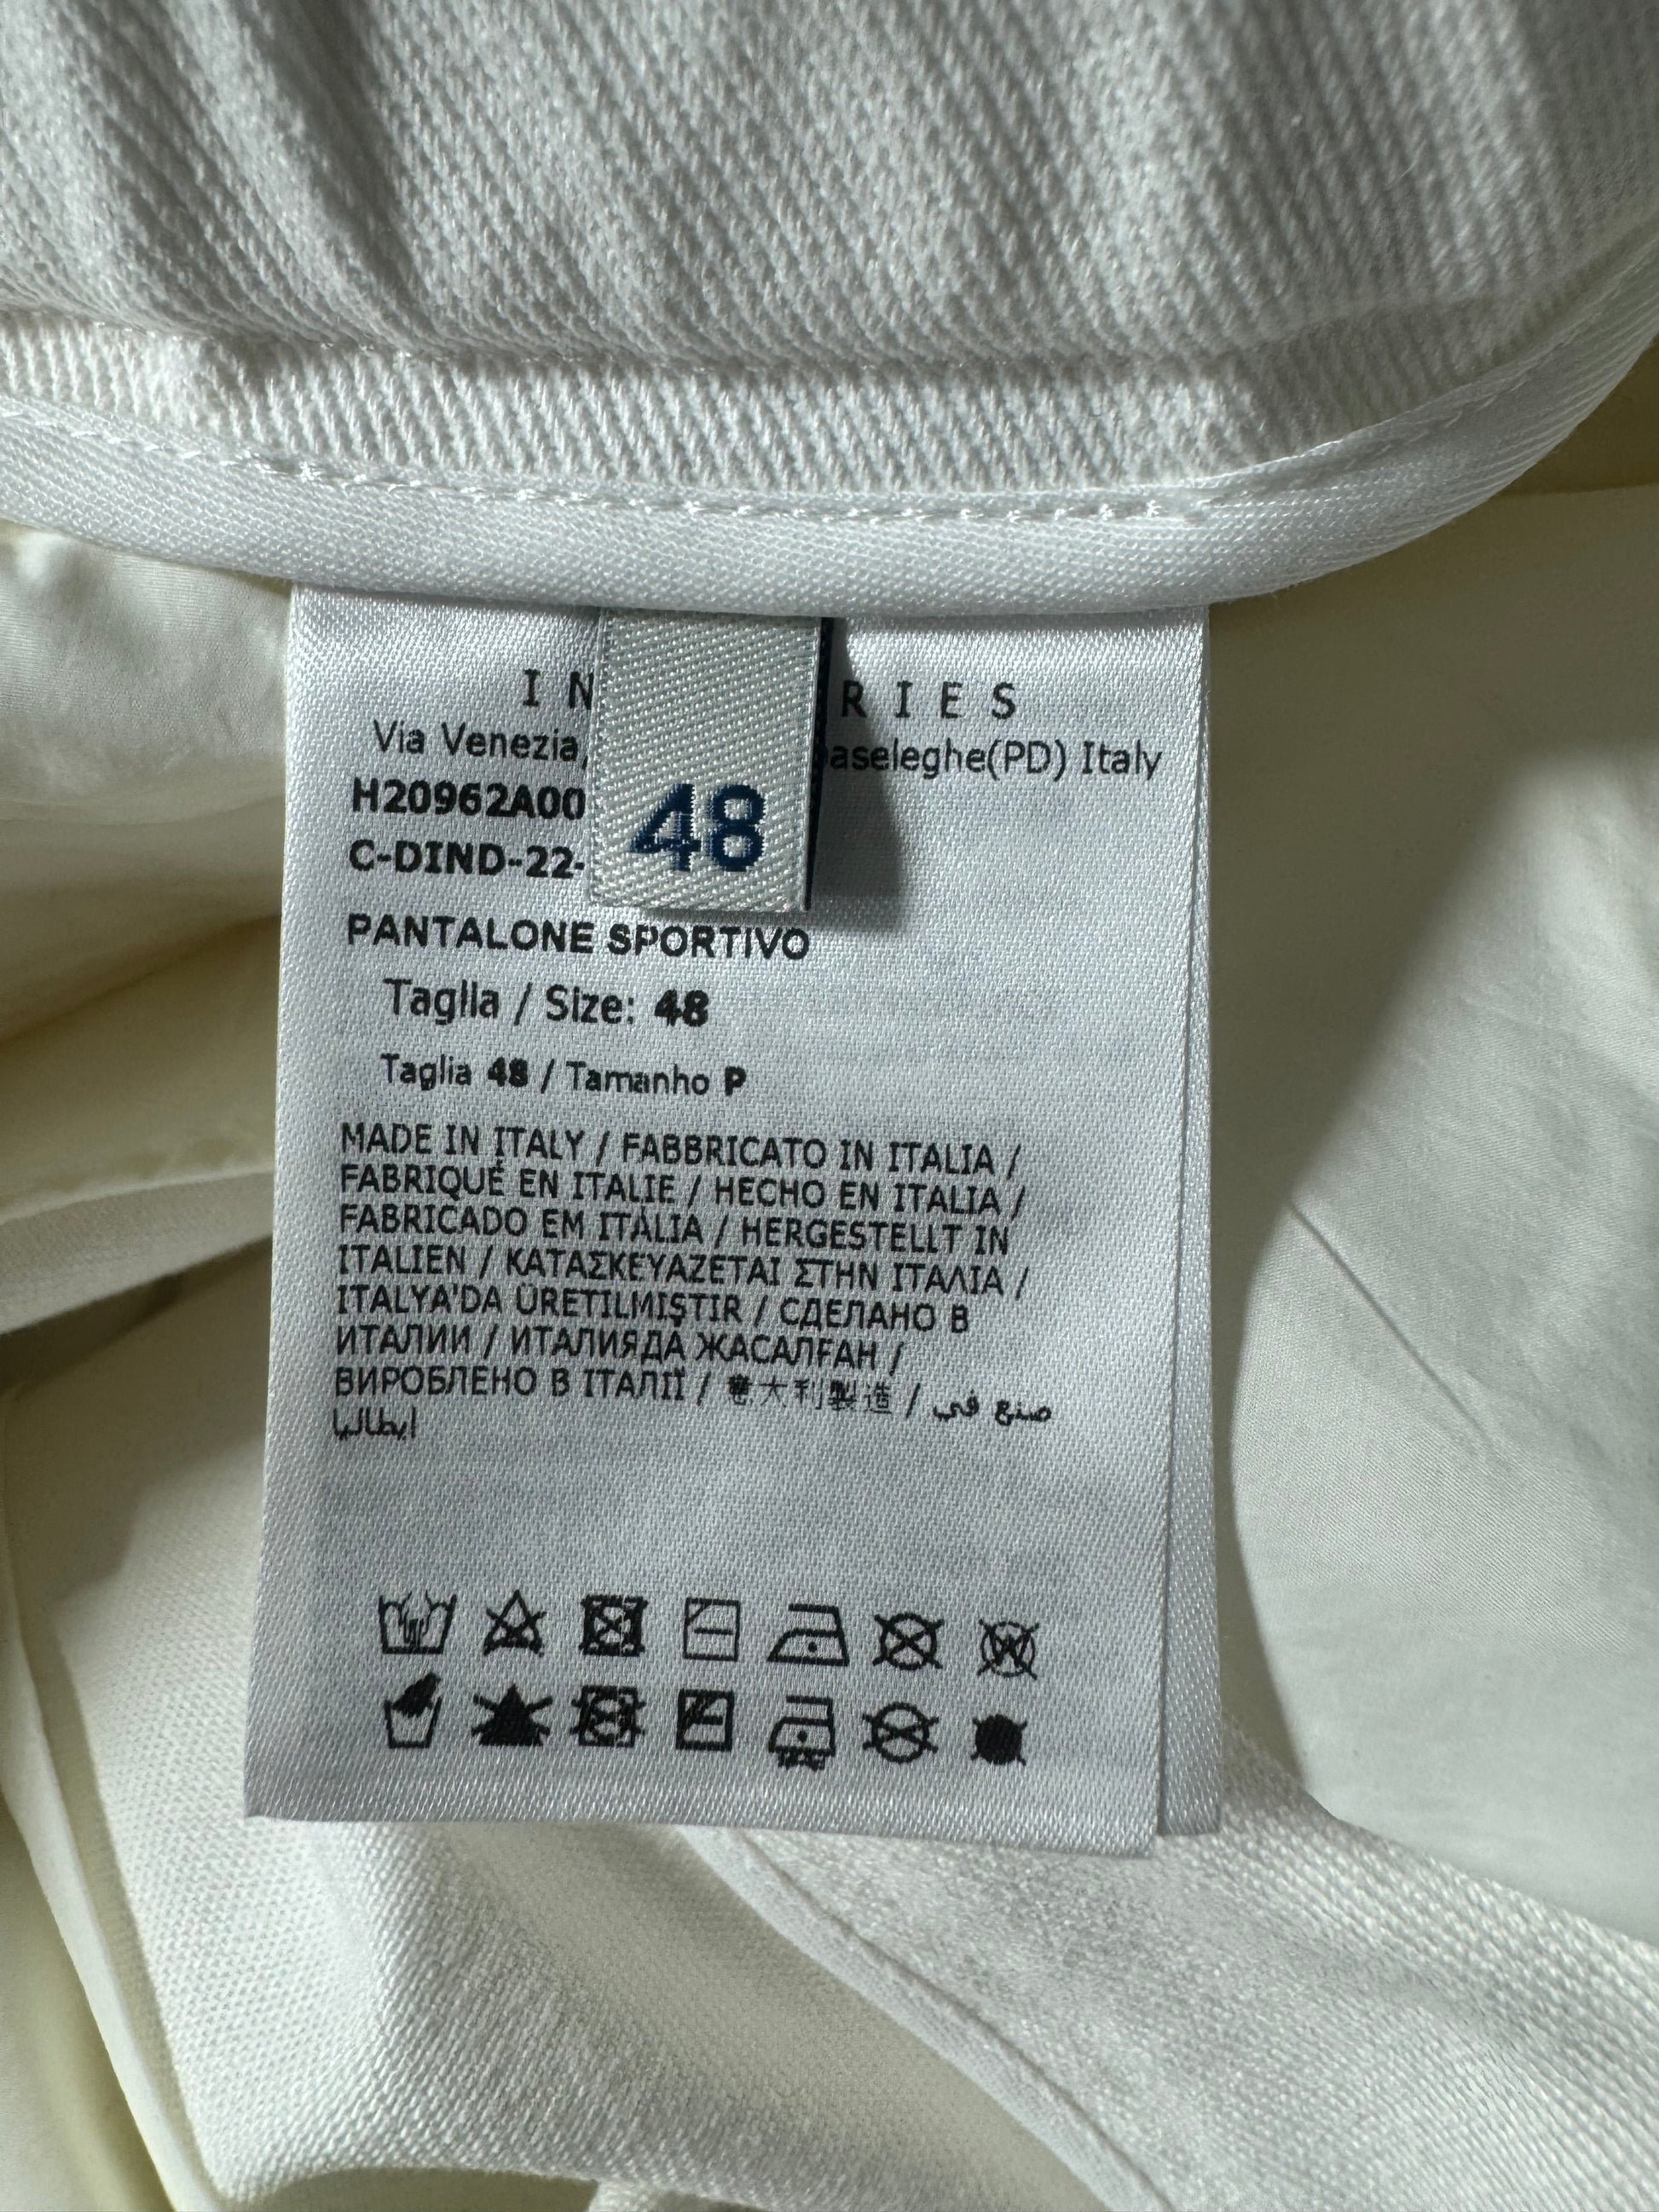 I N RIES
Via Venezia, aseleghe(PD) Italy
H20962A00
C-DIND-22-
48
PANTALONE SPORTIVO
Taglia / Size: 48
Taglia 48 / Tamanho P
MADE IN ITALY / FABBRICATO IN ITALIA /
FABRIQUÉ EN ITALIE / HECHO EN ITALIA /
FABRICADO EM ITÁLIA / HERGESTELLT IN
ITALIEN / ΚΑΤΑΣΚΕΥΑΖΕΤΑΙ ΣΤΗΝ ΙΤΑΛΙΑ /
ITALYA'DA ÜRETILMIŞTIR / СДЕЛАНО В
ИТАЛИИ / ИТАЛИЯДА ЖАСАЛҒАН /
ВИРОБЛЕНО В ІТАЛІЇ / 意大利製造 / صنع في
ايطاليا